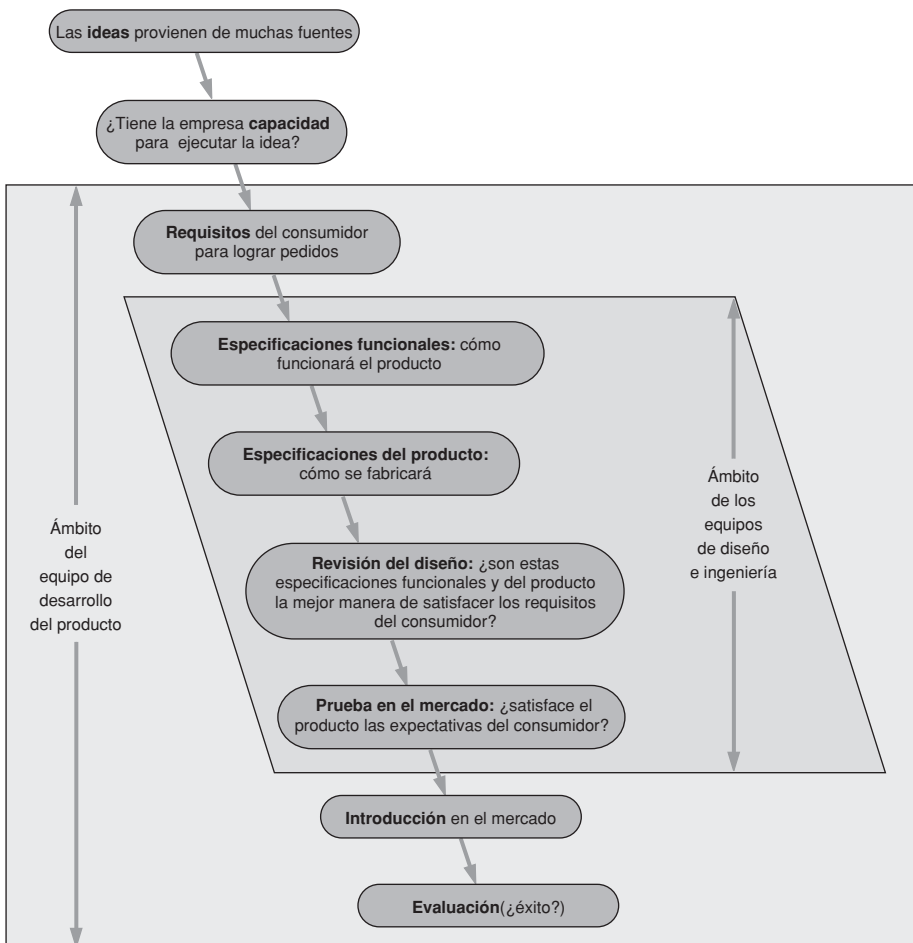 Las ideas provienen de muchas fuentes
¿Tiene la empresa capacidad
para ejecutar la idea?
Requisitos del consumidor
para lograr pedidos
Especificaciones funcionales: cómo
funcionará el producto
Especificaciones del producto:
cómo se fabricará
Revisión del diseño: ¿son estas
especificaciones funcionales y del producto
la mejor manera de satisfacer los requisitos
del consumidor?
Prueba en el mercado: ¿satisface el
producto las expectativas del consumidor?
Introducción en el mercado
Evaluación(¿éxito?)
Ámbito
del
equipo de
desarrollo
del producto
Ámbito
de los
equipos
de diseño
e ingeniería